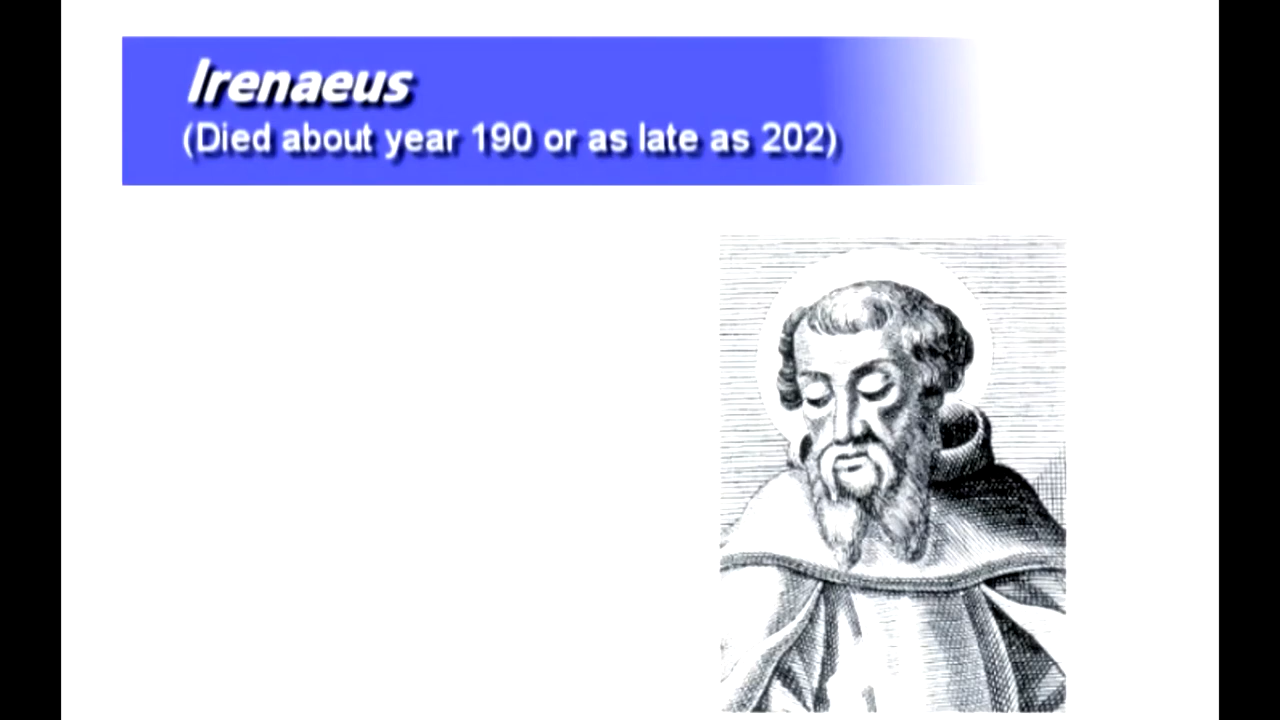 Irenaeus
(Died about year 190 or as late as 202)